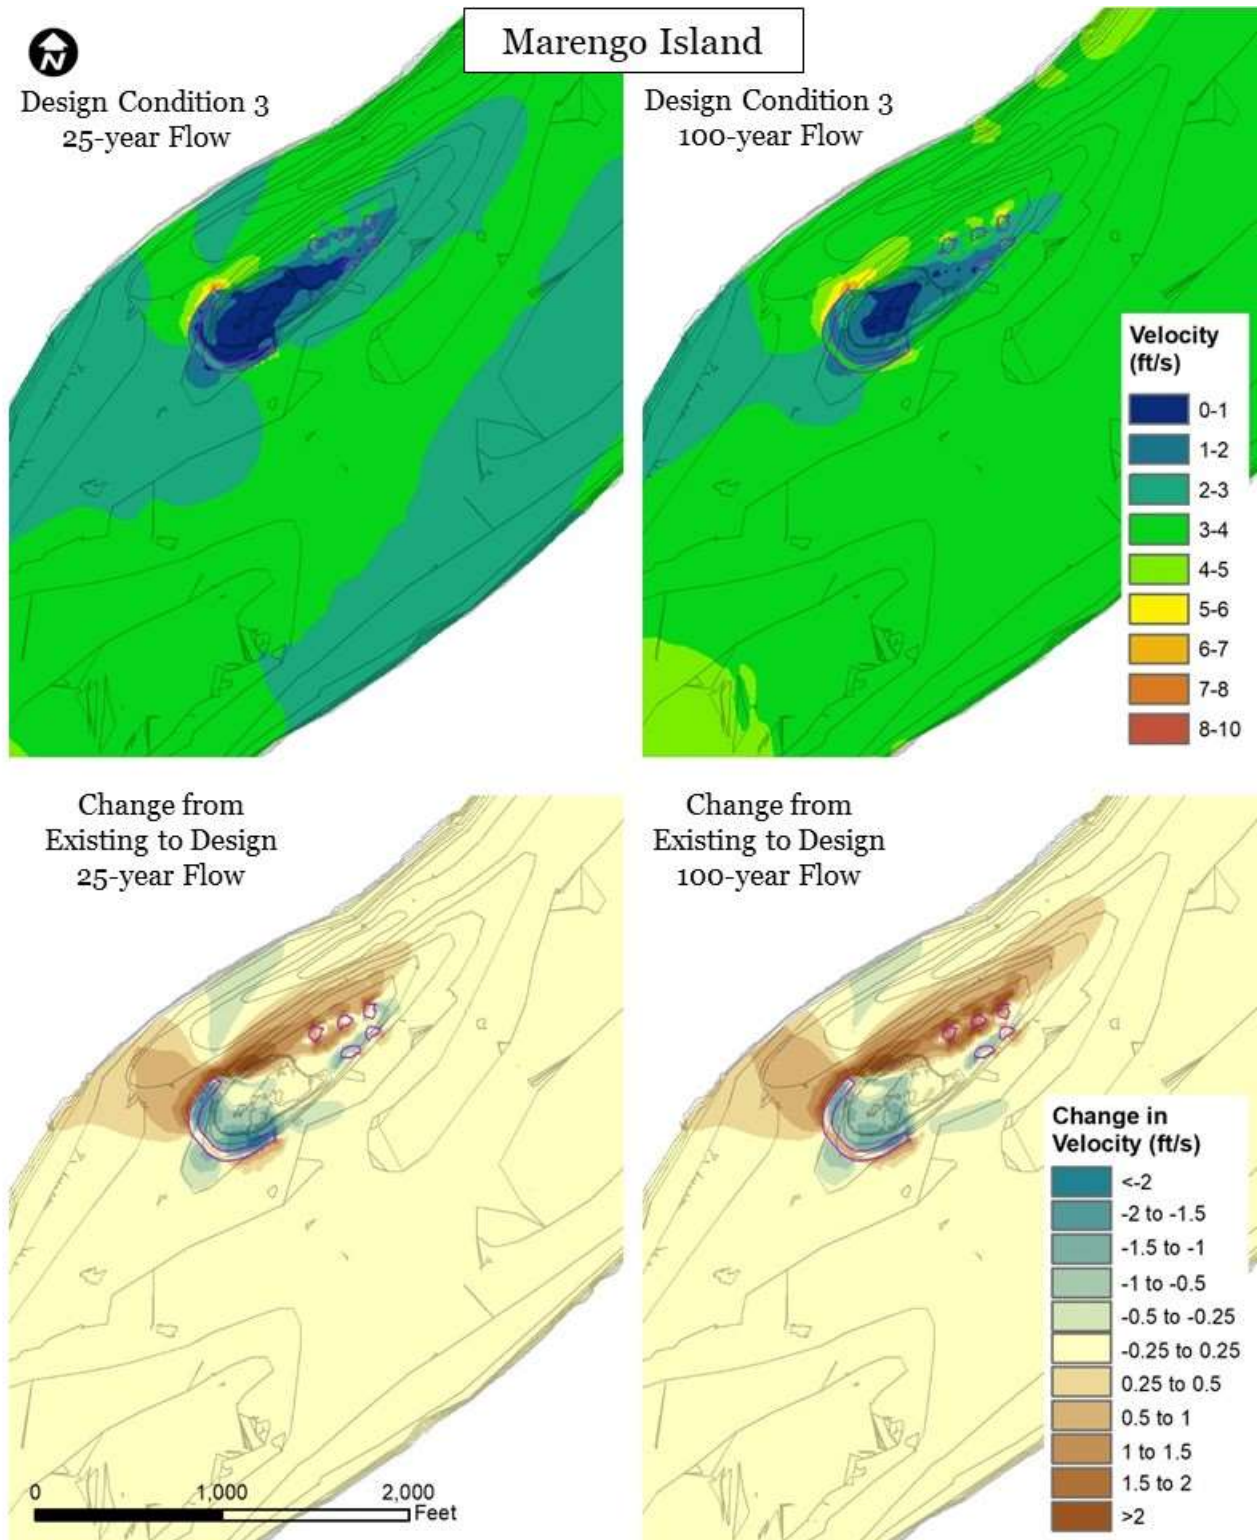 Marengo Island
N
Design Condition 3
25-year Flow
Design Condition 3
100-year Flow
Velocity
(ft/s)
0-1
1-2
2-3
3-4
4-5
5-6
6-7
7-8
8-10
Change from
Existing to Design
25-year Flow
Change from
Existing to Design
100-year Flow
Change in
Velocity (ft/s)
<-2
-2 to -1.5
-1.5 to -1
-1 to -0.5
-0.5 to -0.25
-0.25 to 0.25
0.25 to 0.5
0.5 to 1
1 to 1.5
1.5 to 2
>2
0 1,000 2,000
Feet